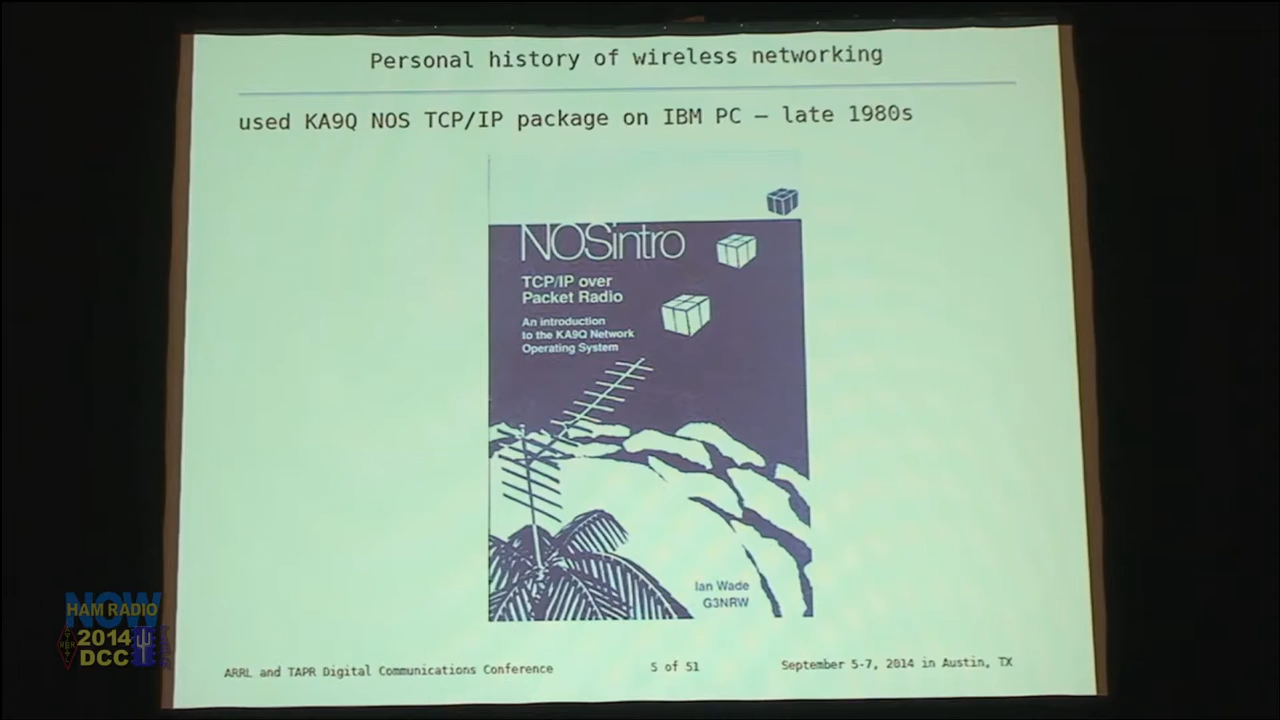 Personal history of wireless networking
used KA9Q NOS TCP/IP package on IBM PC – late 1980s
NOSintro
TCP/IP over
Packet Radio
An introduction
to the KA9Q Network
Operating System
Ian Wade
G3NRW
NOW
HAM RADIO
2014
DCC
ARRL and TAPR Digital Communications Conference
5 of 51
September 5-7, 2014 in Austin, TX